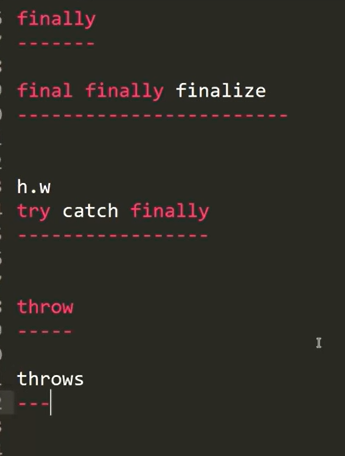 finally
-------
final finally finalize
------------------------
h.w
try catch finally
-----------------
throw
-----
throws
---